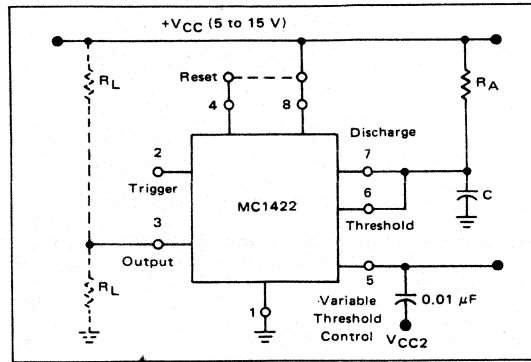 +VCC (5 to 15 V)
RL
Reset
4
8
RA
Discharge
2
7
Trigger
6
C
MC1422
3
Threshold
Output
RL
5
1
Variable
Threshold
Control
0.01 µF
VCC2